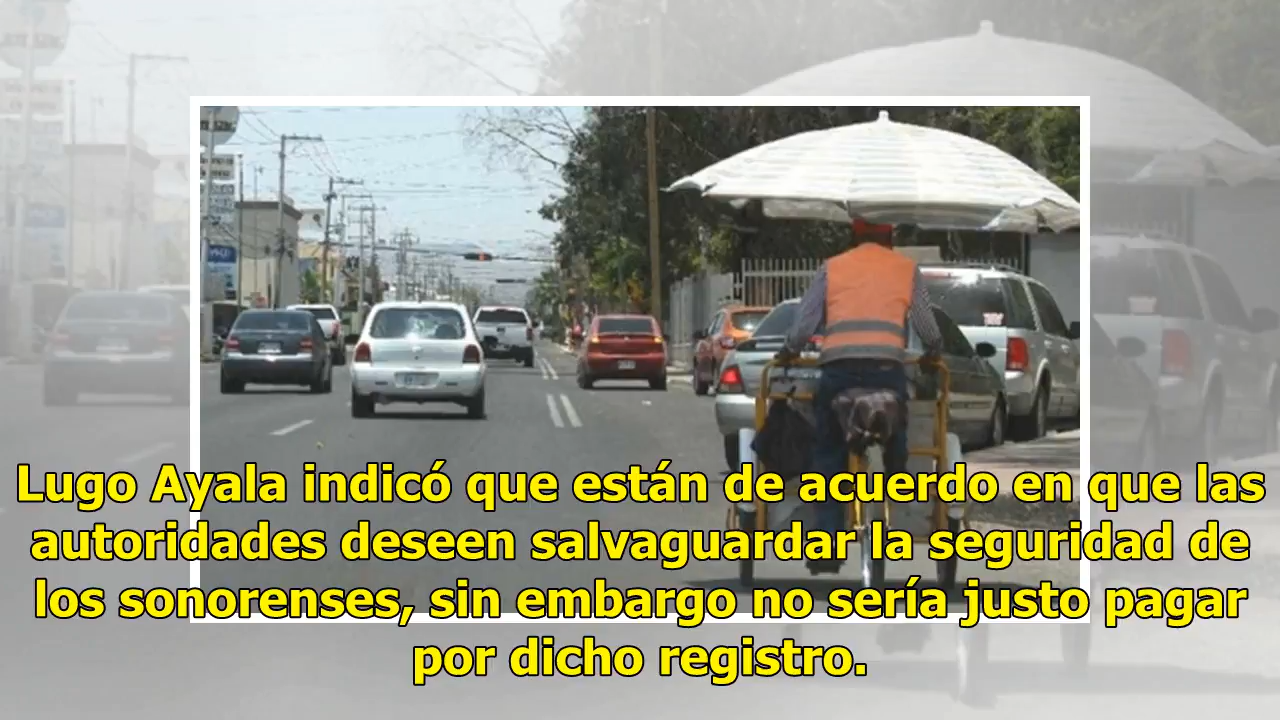 Lugo Ayala indicó que están de acuerdo en que las
autoridades deseen salvaguardar la seguridad de
los sonorenses, sin embargo no sería justo pagar
por dicho registro.